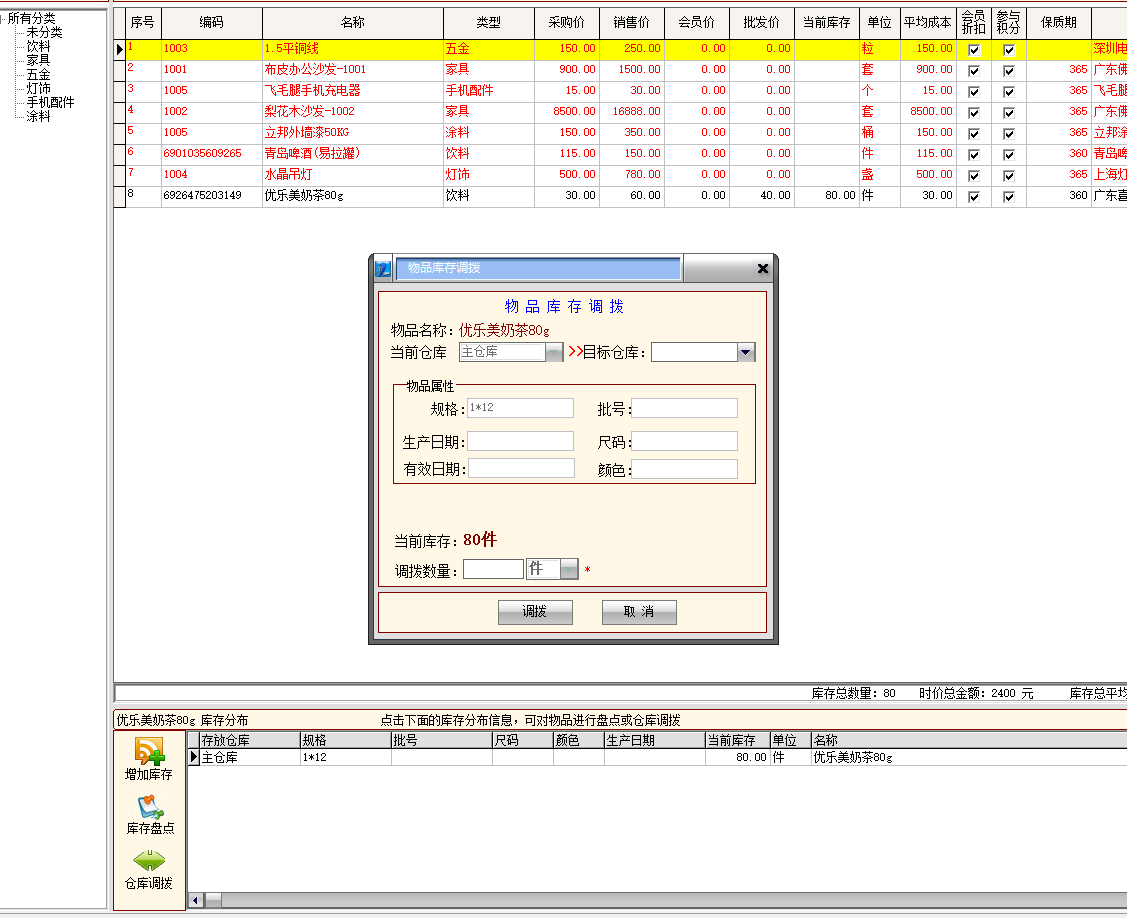 所有分类
未分类
饮料
家具
五金
灯饰
手机配件
涂料
序号 编码 名称 类型 采购价 销售价 会员价 批发价 当前库存 单位 平均成本 会员折扣 参与积分 保质期
1 1003 1.5平铜线 五金 150.00 250.00 0.00 0.00 粒 150.00 深圳电
2 1001 布皮办公沙发-1001 家具 900.00 1500.00 0.00 0.00 套 900.00 365 广东佛
3 1005 飞毛腿手机充电器 手机配件 15.00 30.00 0.00 0.00 个 15.00 365 飞毛腿
4 1002 梨花木沙发-1002 家具 8500.00 16888.00 0.00 0.00 套 8500.00 365 广东佛
5 1005 立邦外墙漆50KG 涂料 150.00 350.00 0.00 0.00 桶 150.00 365 立邦涂
6 6901035609265 青岛啤酒(易拉罐) 饮料 115.00 150.00 0.00 0.00 件 115.00 360 青岛啤
7 1004 水晶吊灯 灯饰 500.00 780.00 0.00 0.00 盏 500.00 365 上海灯
8 6926475203149 优乐美奶茶80g 饮料 30.00 60.00 0.00 40.00 80.00 件 30.00 360 广东喜
物品库存调拨
物 品 库 存 调 拨
物品名称：优乐美奶茶80g
当前仓库 主仓库 >>目标仓库：
物品属性
规格：1*12 批号：
生产日期： 尺码：
有效日期： 颜色：
当前库存：80件
调拨数量： 件 *
调拨 取 消
库存总数量：80 时价总金额：2400 元 库存总平均
优乐美奶茶80g 库存分布 点击下面的库存分布信息，可对物品进行盘点或仓库调拨
增加库存
库存盘点
仓库调拨
存放仓库 规格 批号 尺码 颜色 生产日期 当前库存 单位 名称
主仓库 1*12 80.00 件 优乐美奶茶80g